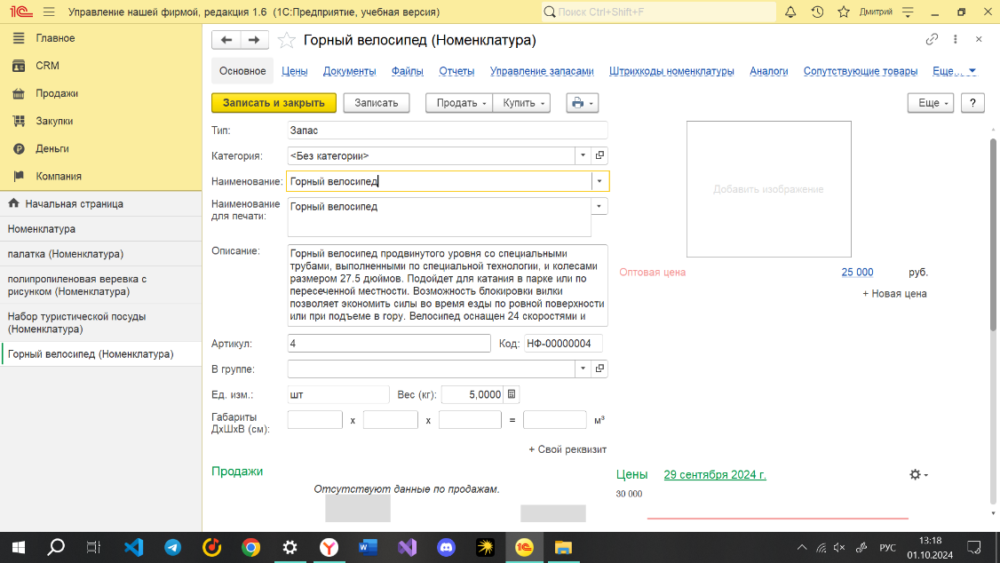 Управление нашей фирмой, редакция 1.6 (1С:Предприятие, учебная версия)
Поиск Ctrl+Shift+F
Дмитрий
Главное
CRM
Продажи
Закупки
Деньги
Компания
Начальная страница
Номенклатура
палатка (Номенклатура)
полипропиленовая веревка с
рисунком (Номенклатура)
Набор туристической посуды
(Номенклатура)
Горный велосипед (Номенклатура)
Горный велосипед (Номенклатура)
Основное Цены Документы Файлы Отчеты Управление запасами Штрихкоды номенклатуры Аналоги Сопутствующие товары Еще...
Записать и закрыть Записать Продать Купить Еще ?
Тип: Запас
Категория: <Без категории>
Наименование: Горный велосипед
Наименование
для печати:
Горный велосипед
Описание:
Горный велосипед продвинутого уровня со специальными
трубами, выполненными по специальной технологии, и колесами
размером 27.5 дюймов. Подойдет для катания в парке или по
пересеченной местности. Возможность блокировки вилки
позволяет экономить силы во время езды по ровной поверхности
или при подъеме в гору. Велосипед оснащен 24 скоростями и
Артикул: 4 Код: НФ-00000004
В группе:
Ед. изм.: шт Вес (кг): 5,0000
Габариты
ДхШхВ (см):
x x = м³
+ Свой реквизит
Добавить изображение
Оптовая цена 25 000 руб.
+ Новая цена
Продажи
Отсутствуют данные по продажам.
Цены 29 сентября 2024 г.
30 000
РУС
13:18
01.10.2024